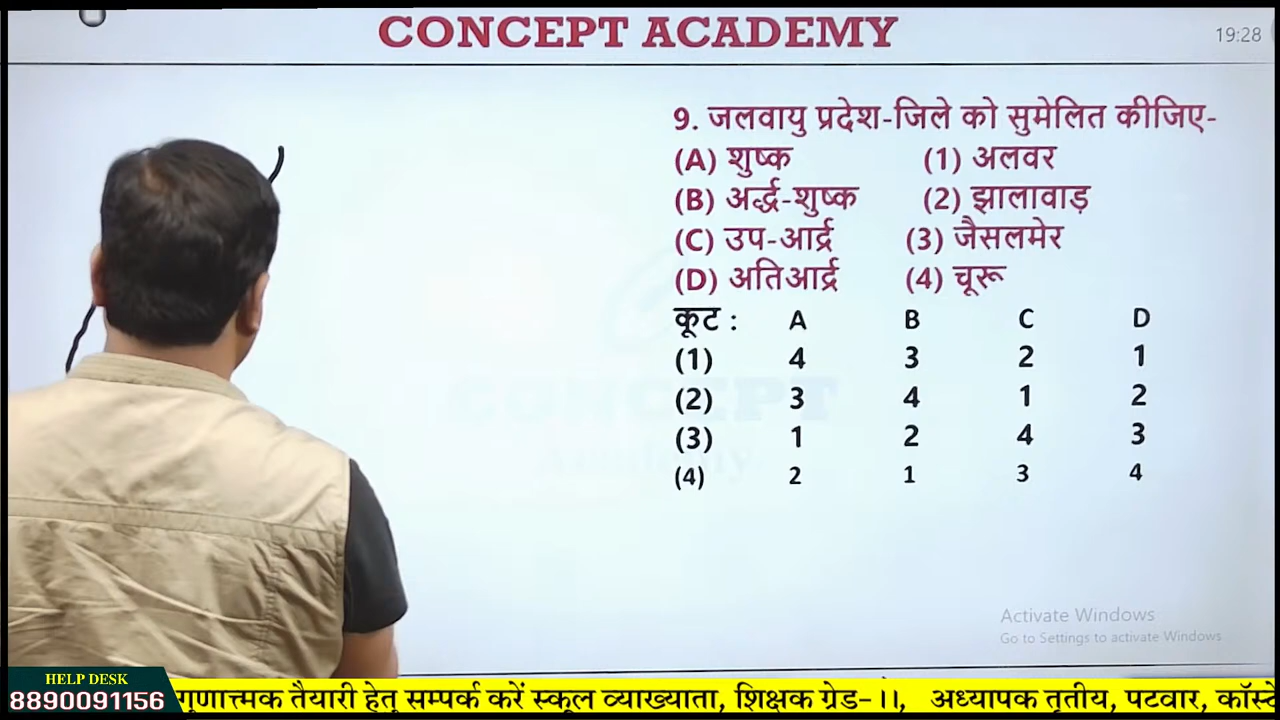 CONCEPT ACADEMY
19:28
9. जलवायु प्रदेश-जिले को सुमेलित कीजिए-
(A) शुष्क (1) अलवर
(B) अर्द्ध-शुष्क (2) झालावाड़
(C) उप-आर्द्र (3) जैसलमेर
(D) अतिआर्द्र (4) चूरू
कूट : A B C D
(1) 4 3 2 1
(2) 3 4 1 2
(3) 1 2 4 3
(4) 2 1 3 4
CONCEPT
Academy
Activate Windows
Go to Settings to activate Windows
HELP DESK
8890091156
गुणात्त्मक तैयारी हेतु सम्पर्क करें स्कूल व्याख्याता, शिक्षक ग्रेड-।।, अध्यापक तृतीय, पटवार,